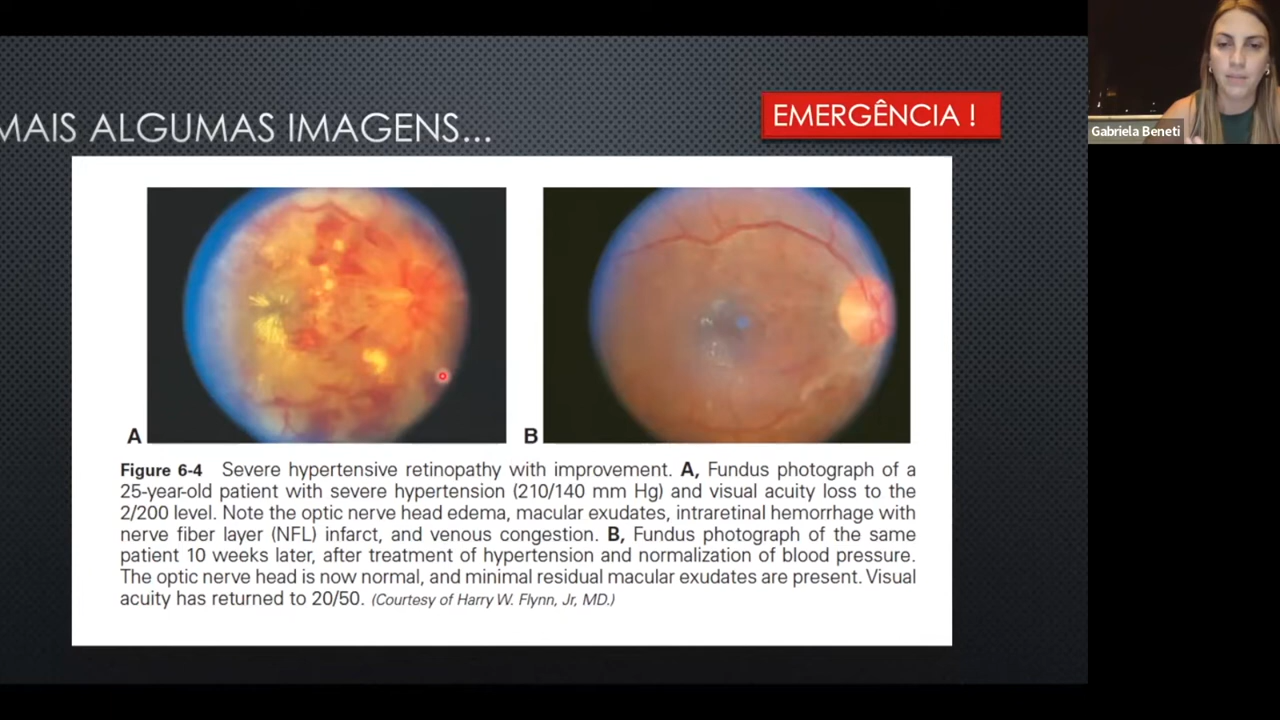 MAIS ALGUMAS IMAGENS...
EMERGÊNCIA !
Gabriela Beneti
A
B
Figure 6-4 Severe hypertensive retinopathy with improvement. A, Fundus photograph of a
25-year-old patient with severe hypertension (210/140 mm Hg) and visual acuity loss to the
2/200 level. Note the optic nerve head edema, macular exudates, intraretinal hemorrhage with
nerve fiber layer (NFL) infarct, and venous congestion. B, Fundus photograph of the same
patient 10 weeks later, after treatment of hypertension and normalization of blood pressure.
The optic nerve head is now normal, and minimal residual macular exudates are present. Visual
acuity has returned to 20/50. (Courtesy of Harry W. Flynn, Jr, MD.)